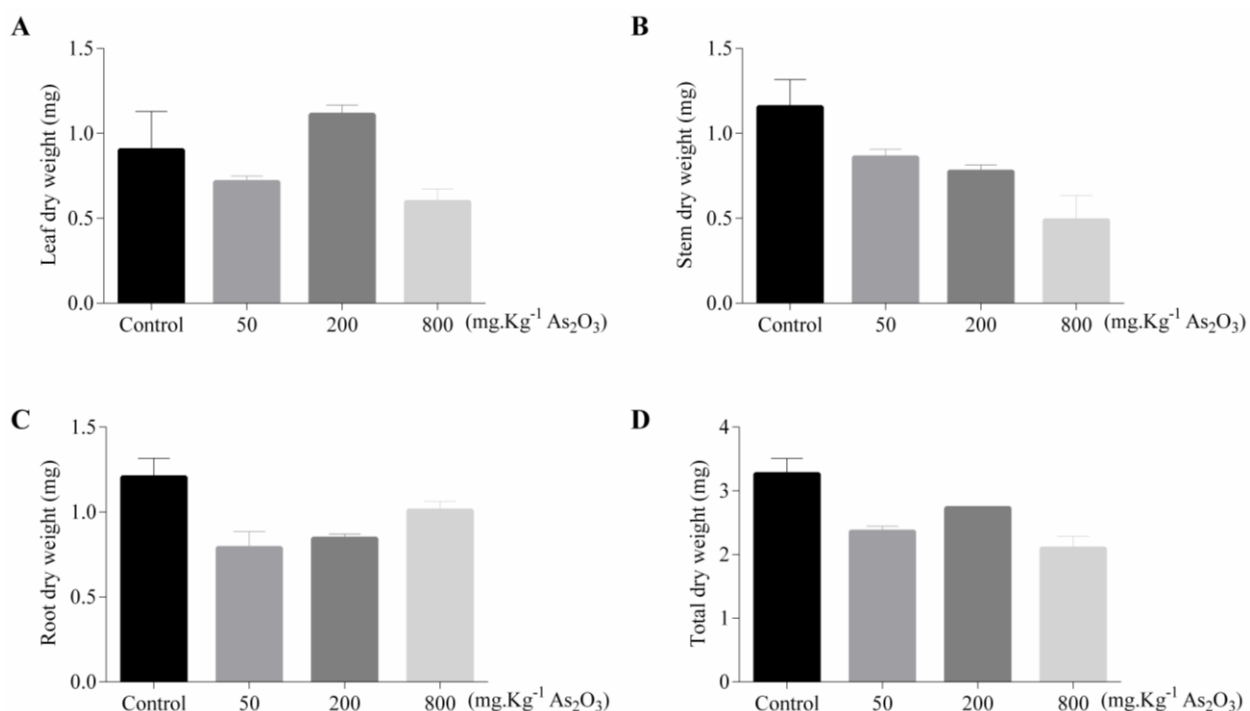 A
Leaf dry weight (mg)
1.5
1.0
0.5
0.0
Control 50 200 800 (mg.Kg⁻¹ As₂O₃)
B
Stem dry weight (mg)
1.5
1.0
0.5
0.0
Control 50 200 800 (mg.Kg⁻¹ As₂O₃)
C
Root dry weight (mg)
1.5
1.0
0.5
0.0
Control 50 200 800 (mg.Kg⁻¹ As₂O₃)
D
Total dry weight (mg)
4
3
2
1
0
Control 50 200 800 (mg.Kg⁻¹ As₂O₃)